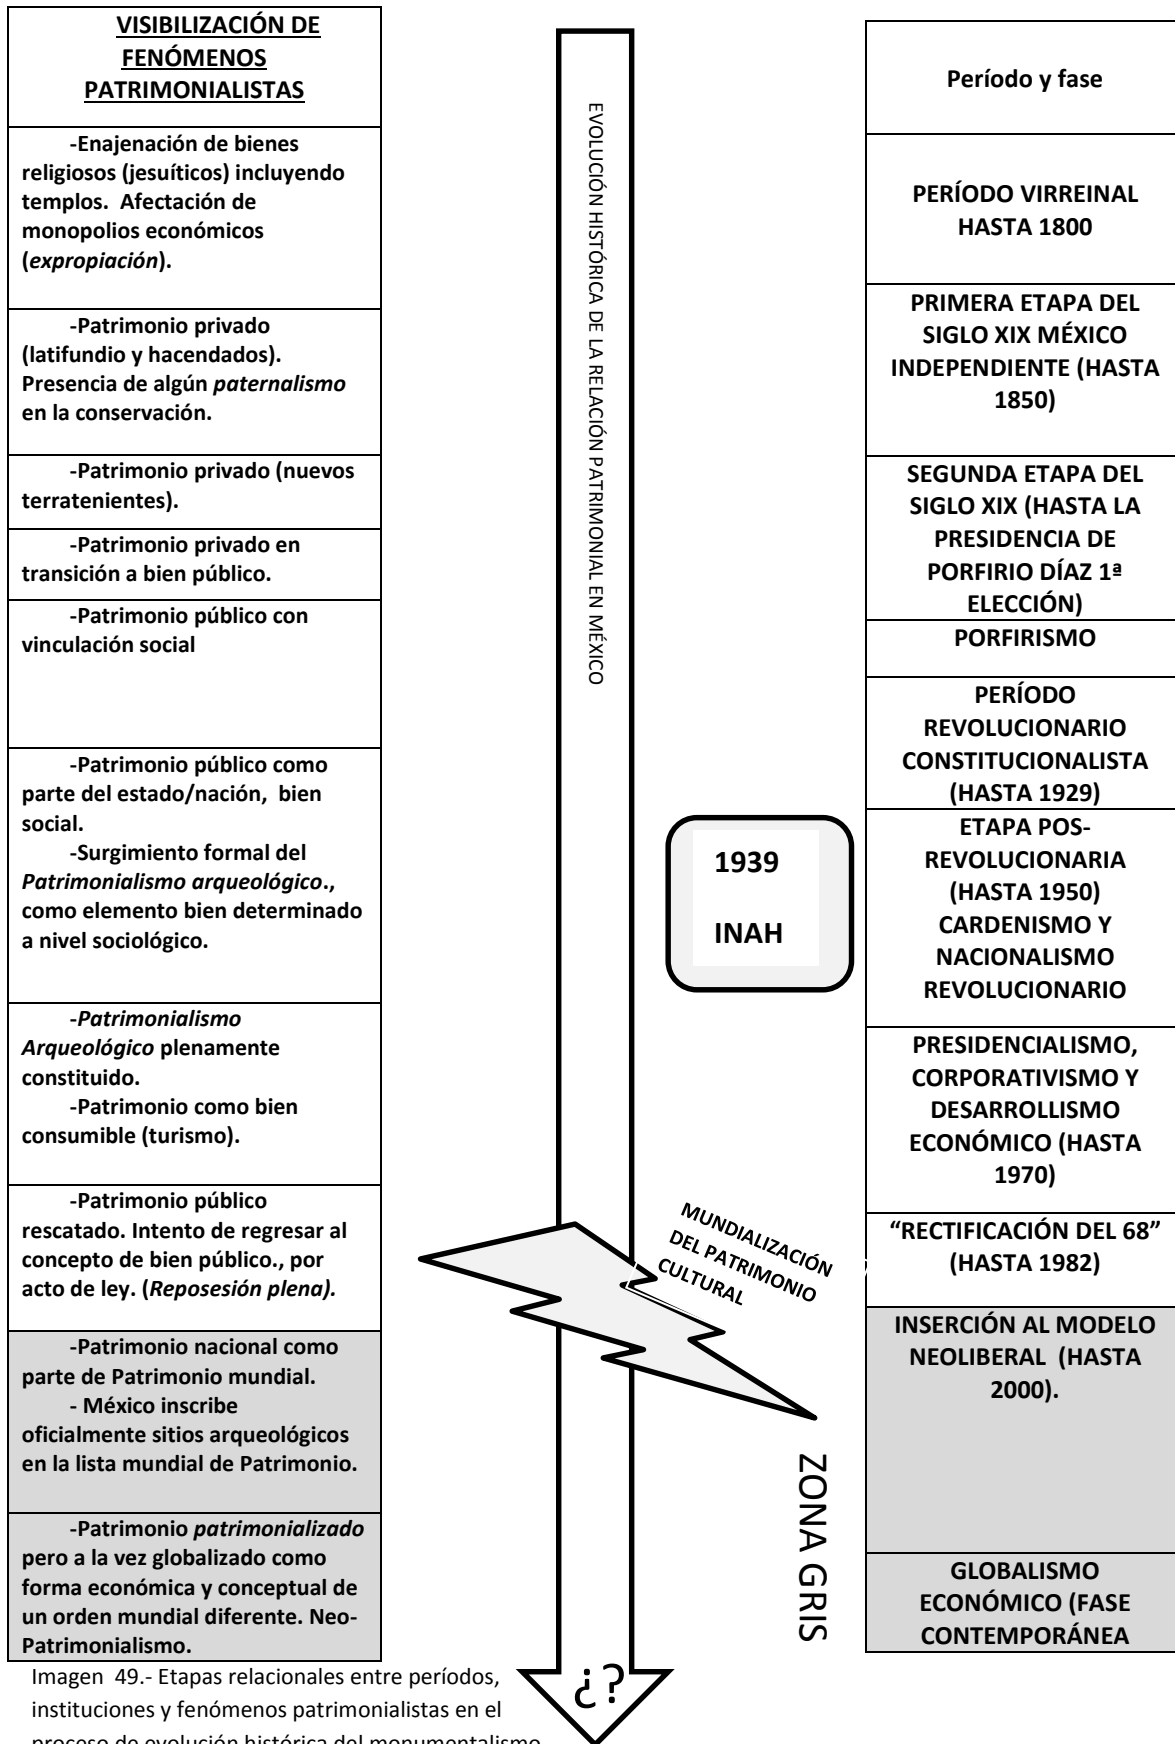 VISIBILIZACIÓN DE
FENÓMENOS
PATRIMONIALISTAS
-Enajenación de bienes
religiosos (jesuíticos) incluyendo
templos. Afectación de
monopolios económicos
(expropiación).
-Patrimonio privado
(latifundio y hacendados).
Presencia de algún paternalismo
en la conservación.
-Patrimonio privado (nuevos
terratenientes).
-Patrimonio privado en
transición a bien público.
-Patrimonio público con
vinculación social
-Patrimonio público como
parte del estado/nación, bien
social.
-Surgimiento formal del
Patrimonialismo arqueológico.,
como elemento bien determinado
a nivel sociológico.
-Patrimonialismo
Arqueológico plenamente
constituido.
-Patrimonio como bien
consumible (turismo).
-Patrimonio público
rescatado. Intento de regresar al
concepto de bien público., por
acto de ley. (Reposesión plena).
-Patrimonio nacional como
parte de Patrimonio mundial.
- México inscribe
oficialmente sitios arqueológicos
en la lista mundial de Patrimonio.
-Patrimonio patrimonializado
pero a la vez globalizado como
forma económica y conceptual de
un orden mundial diferente. Neo-
Patrimonialismo.
EVOLUCIÓN HISTÓRICA DE LA RELACIÓN PATRIMONIAL EN MÉXICO
1939
INAH
MUNDIALIZACIÓN
DEL PATRIMONIO
CULTURAL
ZONA GRIS
¿?
Período y fase
PERÍODO VIRREINAL
HASTA 1800
PRIMERA ETAPA DEL
SIGLO XIX MÉXICO
INDEPENDIENTE (HASTA
1850)
SEGUNDA ETAPA DEL
SIGLO XIX (HASTA LA
PRESIDENCIA DE
PORFIRIO DÍAZ 1ª
ELECCIÓN)
PORFIRISMO
PERÍODO
REVOLUCIONARIO
CONSTITUCIONALISTA
(HASTA 1929)
ETAPA POS-
REVOLUCIONARIA
(HASTA 1950)
CARDENISMO Y
NACIONALISMO
REVOLUCIONARIO
PRESIDENCIALISMO,
CORPORATIVISMO Y
DESARROLLISMO
ECONÓMICO (HASTA
1970)
“RECTIFICACIÓN DEL 68”
(HASTA 1982)
INSERCIÓN AL MODELO
NEOLIBERAL (HASTA
2000).
GLOBALISMO
ECONÓMICO (FASE
CONTEMPORÁNEA
Imagen 49.- Etapas relacionales entre períodos,
instituciones y fenómenos patrimonialistas en el
proceso de evolución histórica del monumentalismo